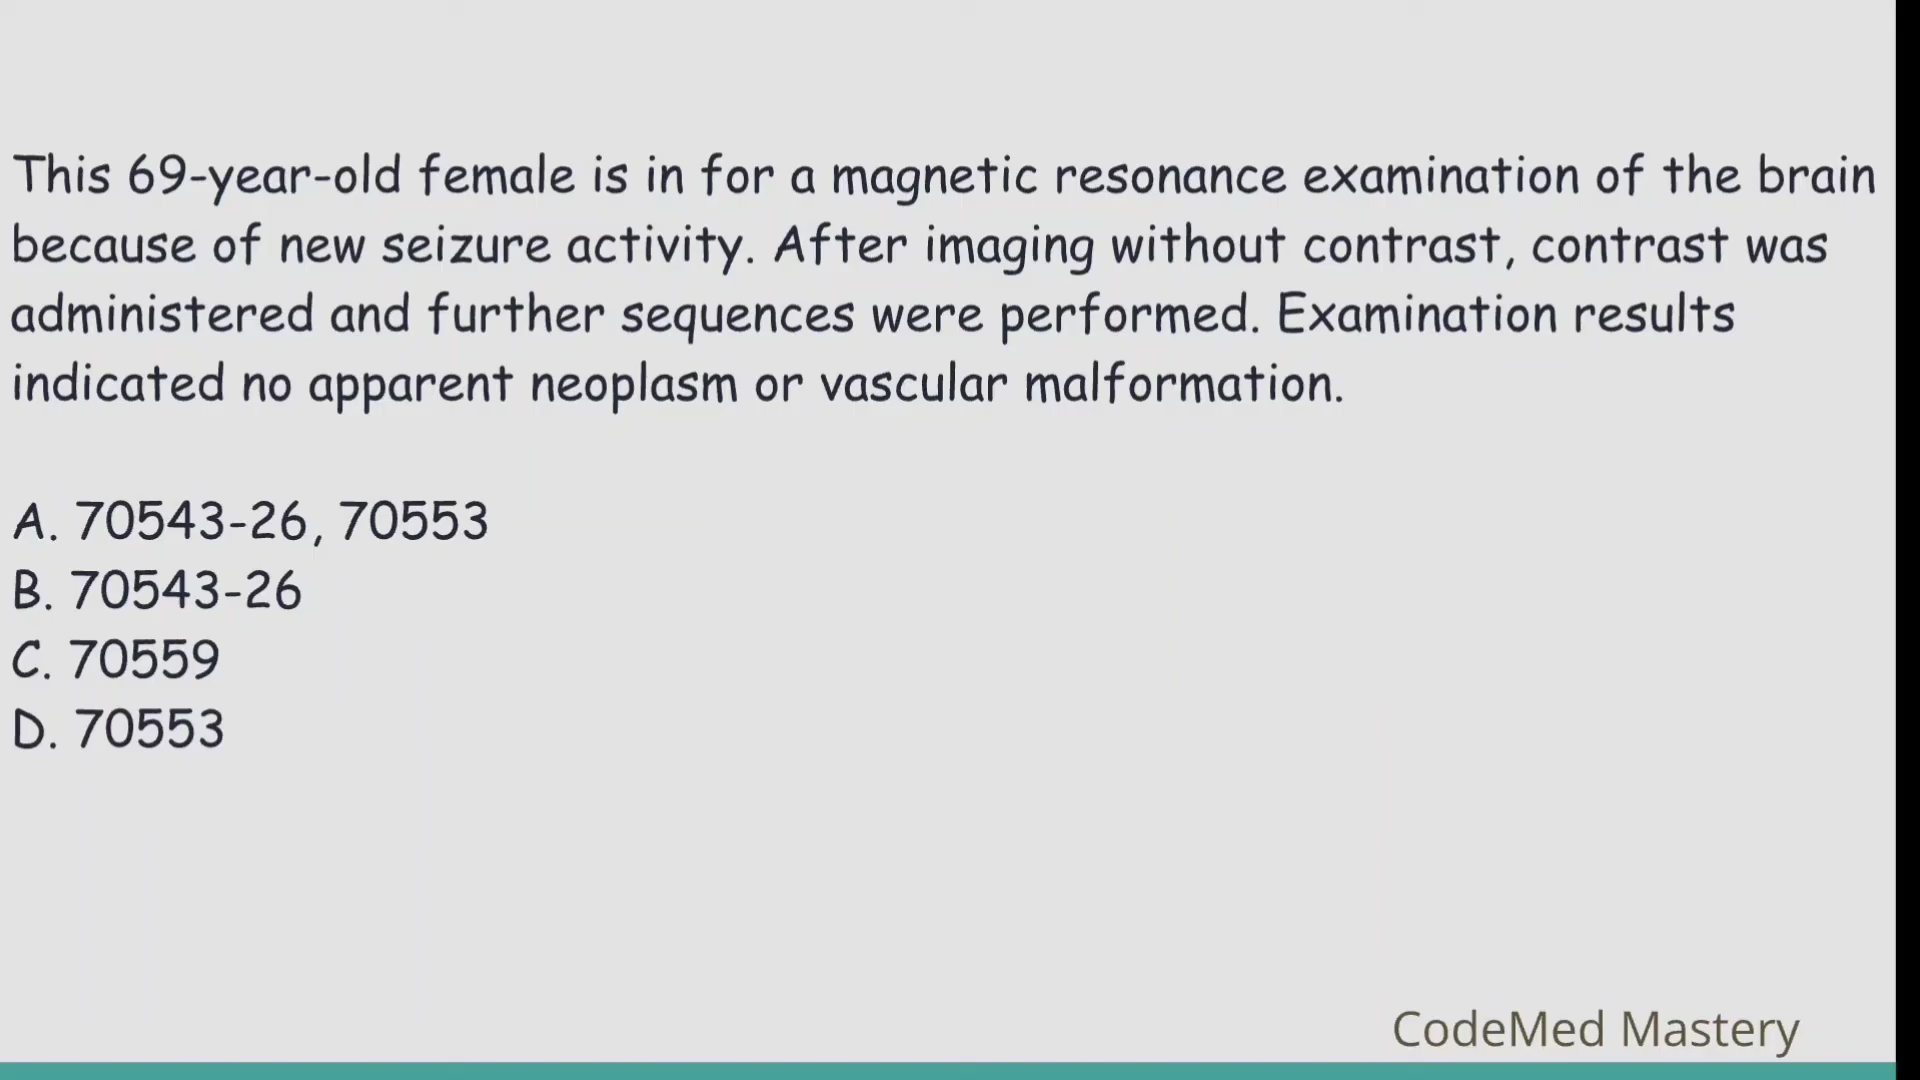 This 69-year-old female is in for a magnetic resonance examination of the brain
because of new seizure activity. After imaging without contrast, contrast was
administered and further sequences were performed. Examination results
indicated no apparent neoplasm or vascular malformation.
A. 70543-26, 70553
B. 70543-26
C. 70559
D. 70553
CodeMed Mastery